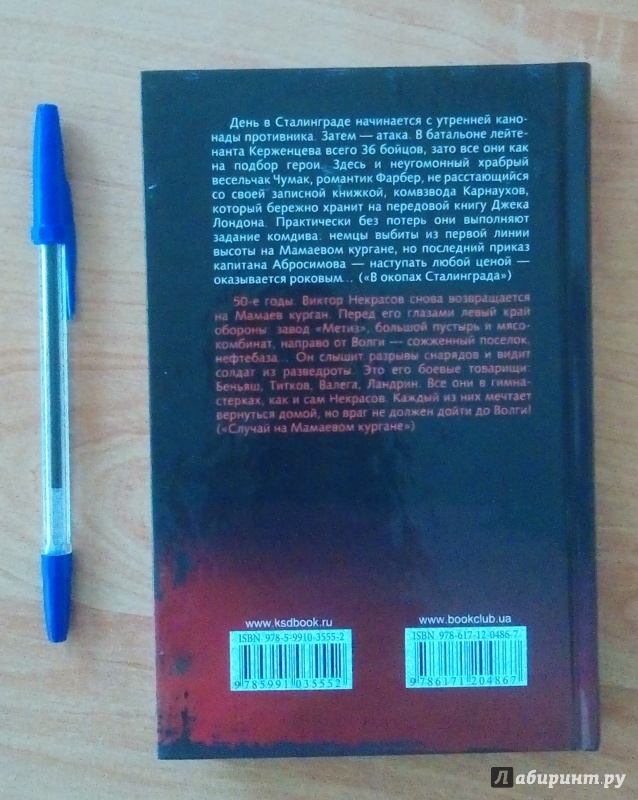 День в Сталинграде начинается с утренней кано-
нады противника. Затем — атака. В батальоне лейте-
нанта Керженцева всего 36 бойцов, зато все они как
на подбор герои. Здесь и неугомонный храбрый
весельчак Чумак, романтик Фарбер, не расстающийся
со своей записной книжкой, комвзвода Карнаухов,
который бережно хранит на передовой книгу Джека
Лондона. Практически без потерь они выполняют
задание комдива: немцы выбиты из первой линии
высоты на Мамаевом кургане, но последний приказ
капитана Абросимова — наступать любой ценой —
оказывается роковым... («В окопах Сталинграда»)
50-е годы. Виктор Некрасов снова возвращается
на Мамаев курган. Перед его глазами левый край
обороны: завод «Метиз», большой пустырь и мясо-
комбинат, направо от Волги — сожженный поселок,
нефтебаза... Он слышит разрывы снарядов и видит
солдат из разведроты. Это его боевые товарищи:
Беньяш, Титков, Валега, Ландрин. Все они в гимна-
стерках, как и сам Некрасов. Каждый из них мечтает
вернуться домой, но враг не должен дойти до Волги!
(«Случай на Мамаевом кургане»)
www.ksdbook.ru
ISBN 978-5-9910-3555-2
9785991035552
www.bookclub.ua
ISBN 978-617-12-0486-7
9786171204867
Лабиринт.ру